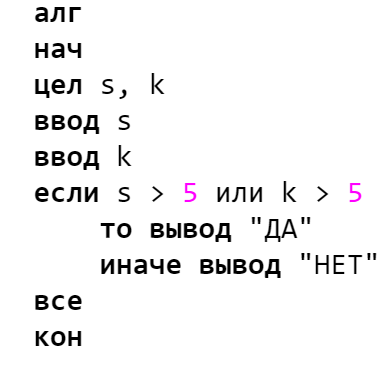 алг
нач
цел s, k
ввод s
ввод k
если s > 5 или k > 5
то вывод "ДА"
иначе вывод "НЕТ"
все
кон